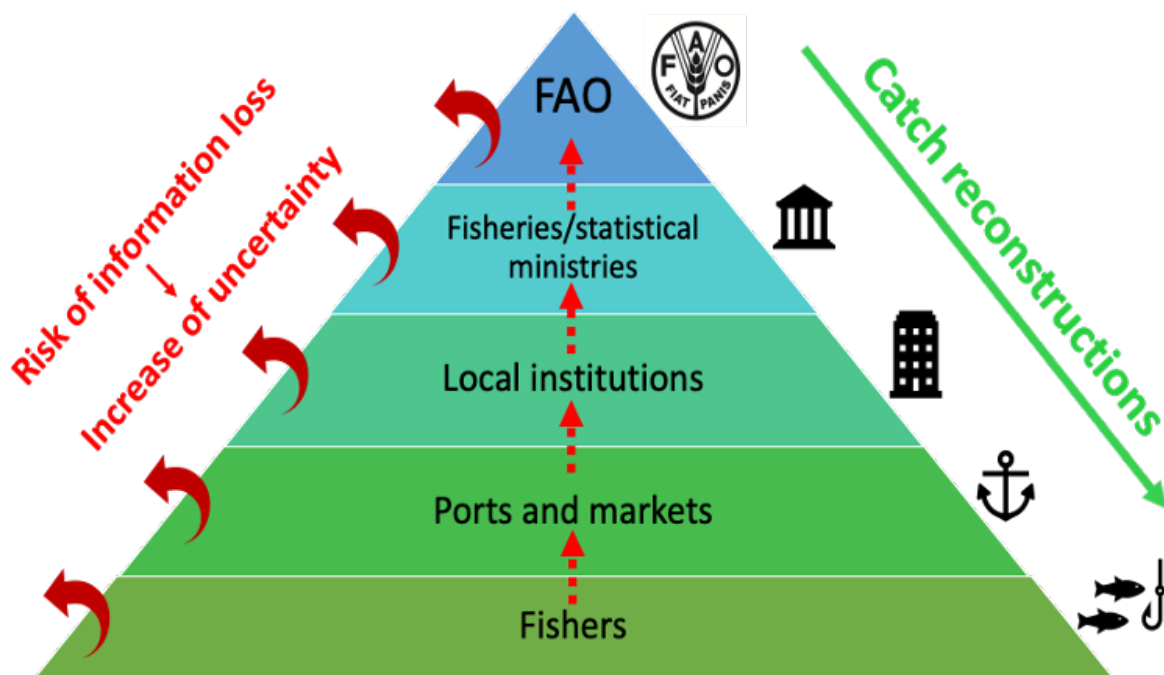 FAO
F A O
FIAT PANIS
Fisheries/statistical
ministries
Local institutions
Ports and markets
Fishers
Risk of information loss
Increase of uncertainty
Catch reconstructions